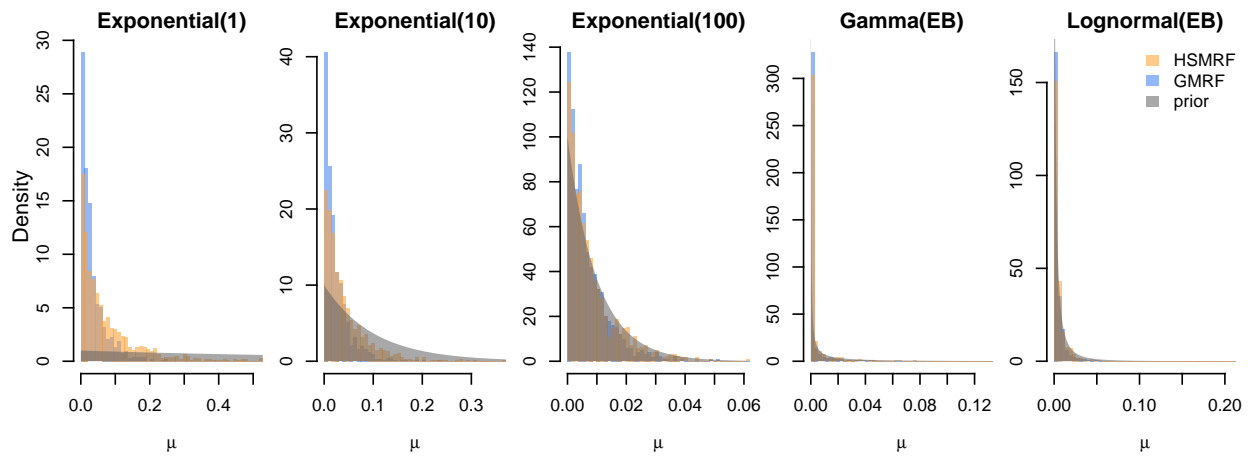 Exponential(1)
Exponential(10)
Exponential(100)
Gamma(EB)
Lognormal(EB)
HSMRF
GMRF
prior
Density
0 5 10 15 20 25 30
0 10 20 30 40
0 20 40 60 80 100 120 140
0 50 100 150 200 250 300
0 50 100 150
0.0 0.2 0.4
0.0 0.1 0.2 0.3
0.00 0.02 0.04 0.06
0.00 0.04 0.08 0.12
0.00 0.10 0.20
μ μ μ μ μ